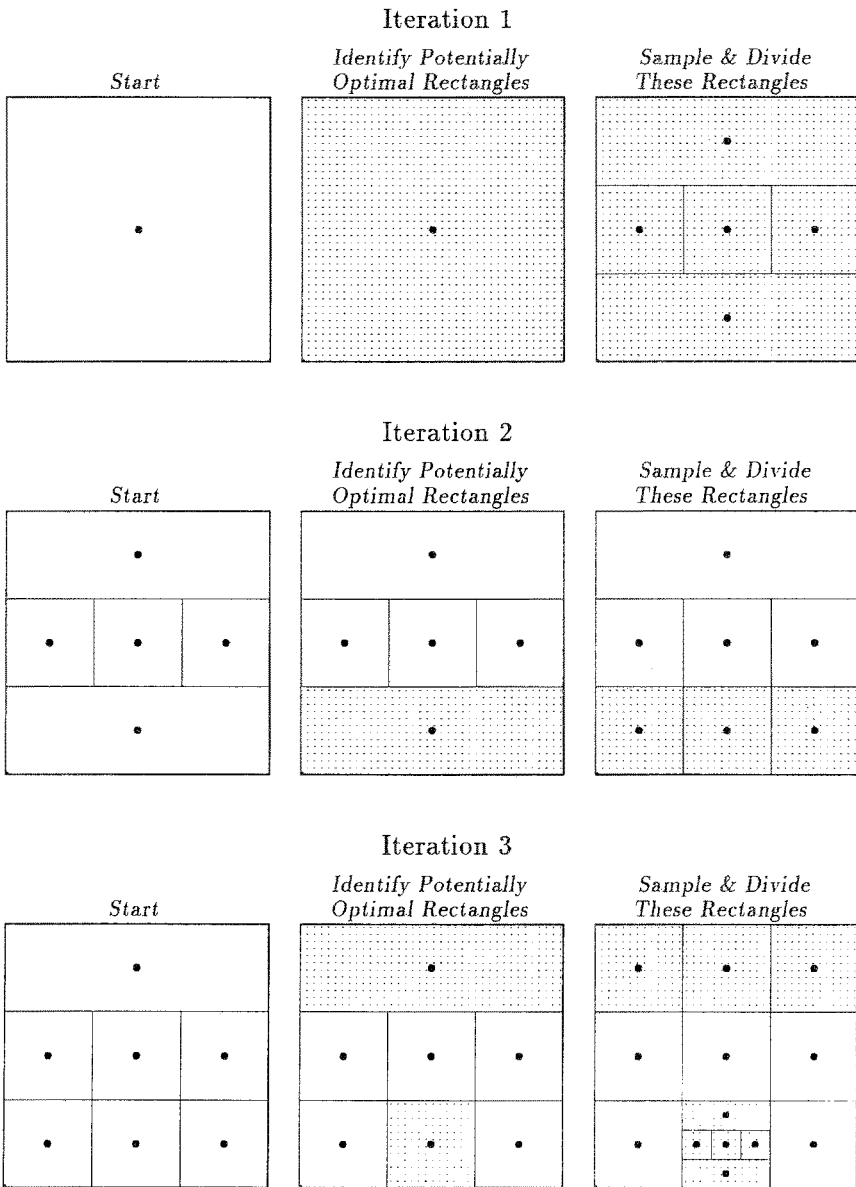 Iteration 1
Start
Identify Potentially
Optimal Rectangles
Sample & Divide
These Rectangles
Iteration 2
Start
Identify Potentially
Optimal Rectangles
Sample & Divide
These Rectangles
Iteration 3
Start
Identify Potentially
Optimal Rectangles
Sample & Divide
These Rectangles